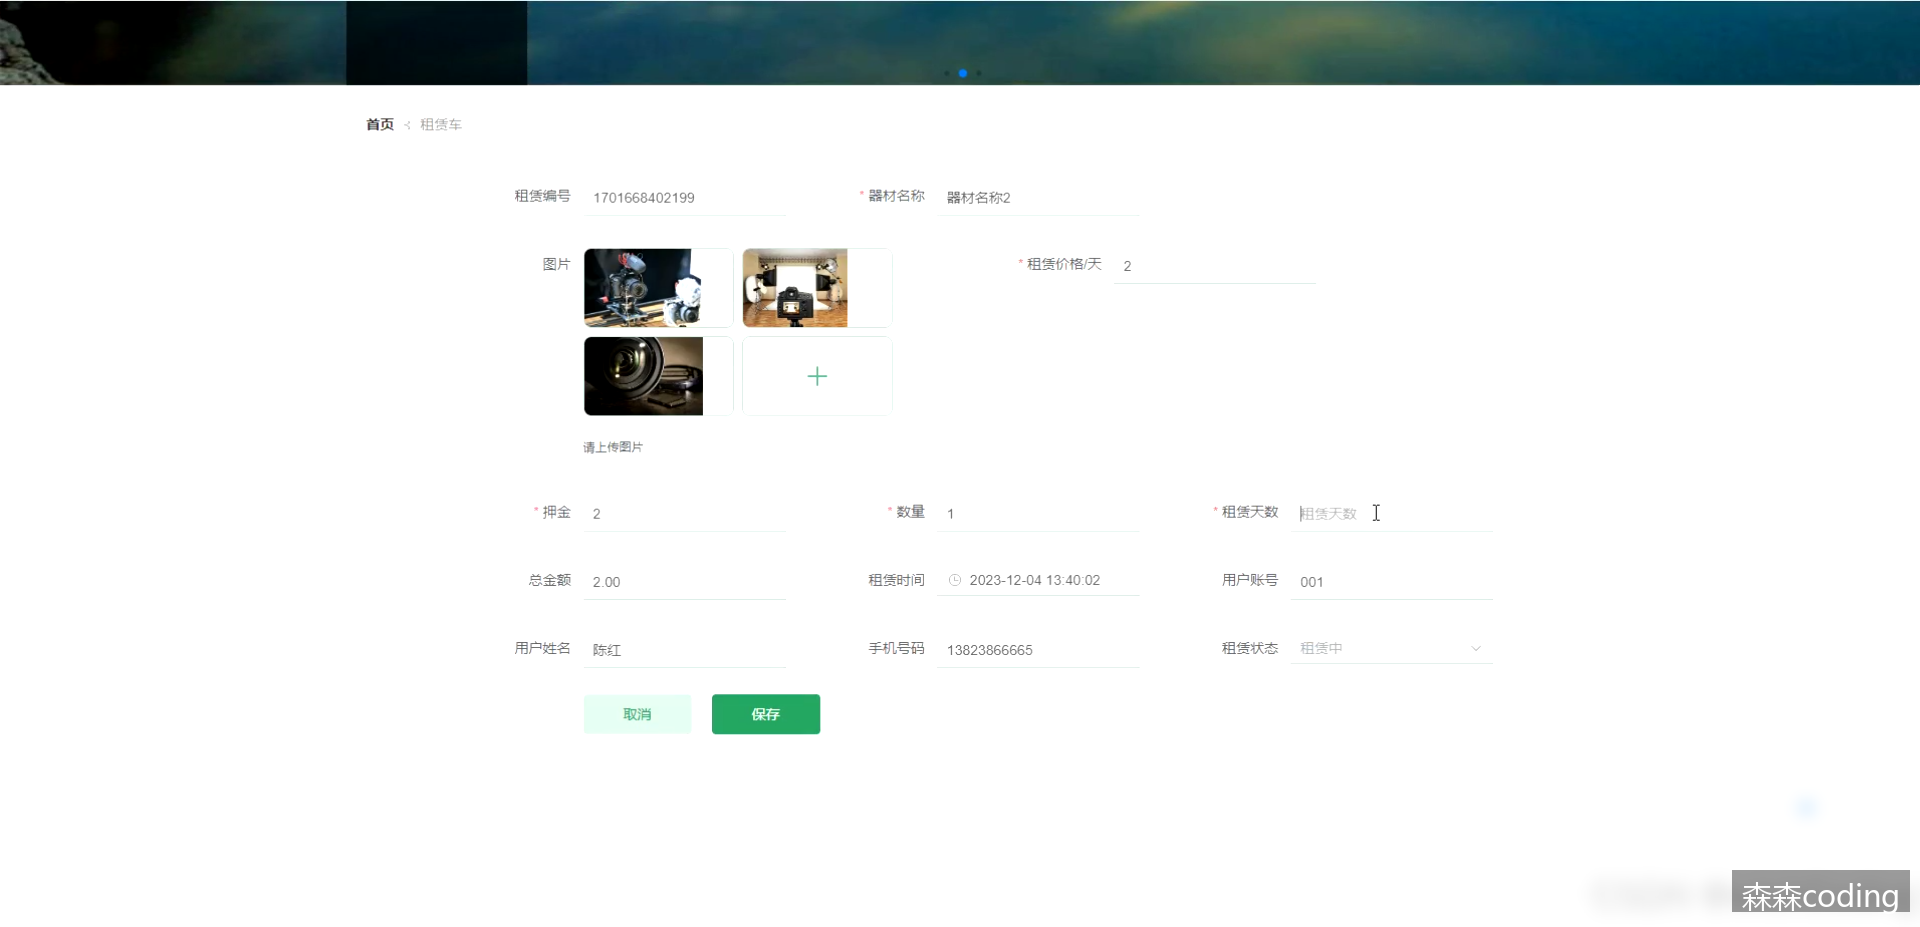 首页 租赁车
租赁编号 1701668402199 * 器材名称 器材名称2
图片 * 租赁价格/天 2
请上传图片
* 押金 2 * 数量 1 * 租赁天数 租赁天数
总金额 2.00 租赁时间 2023-12-04 13:40:02 用户账号 001
用户姓名 陈红 手机号码 13823866665 租赁状态 租赁中
取消 保存
森森coding